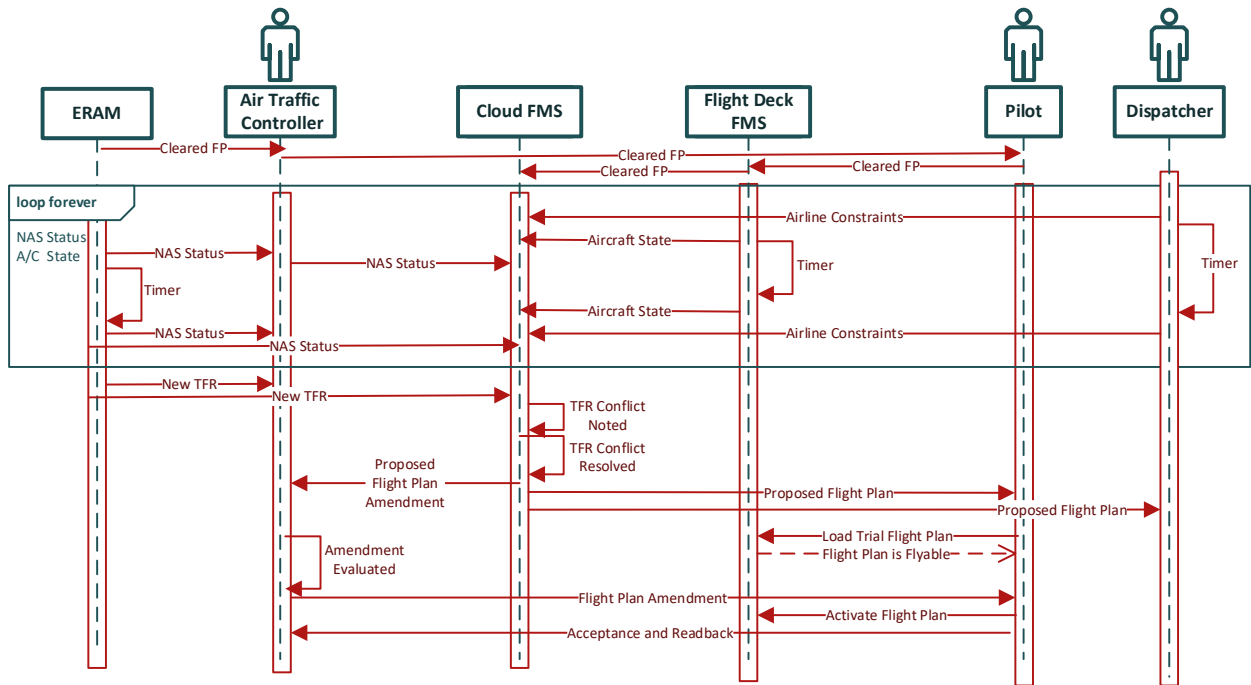 ERAM
Air Traffic
Controller
Cloud FMS
Flight Deck
FMS
Pilot
Dispatcher
Cleared FP
Cleared FP
Cleared FP
Cleared FP
loop forever
NAS Status
A/C State
Airline Constraints
Aircraft State
NAS Status
NAS Status
Timer
Timer
Timer
Aircraft State
NAS Status
Airline Constraints
NAS Status
New TFR
New TFR
TFR Conflict
Noted
TFR Conflict
Resolved
Proposed
Flight Plan
Amendment
Proposed Flight Plan
Proposed Flight Plan
Load Trial Flight Plan
Flight Plan is Flyable
Amendment
Evaluated
Flight Plan Amendment
Activate Flight Plan
Acceptance and Readback